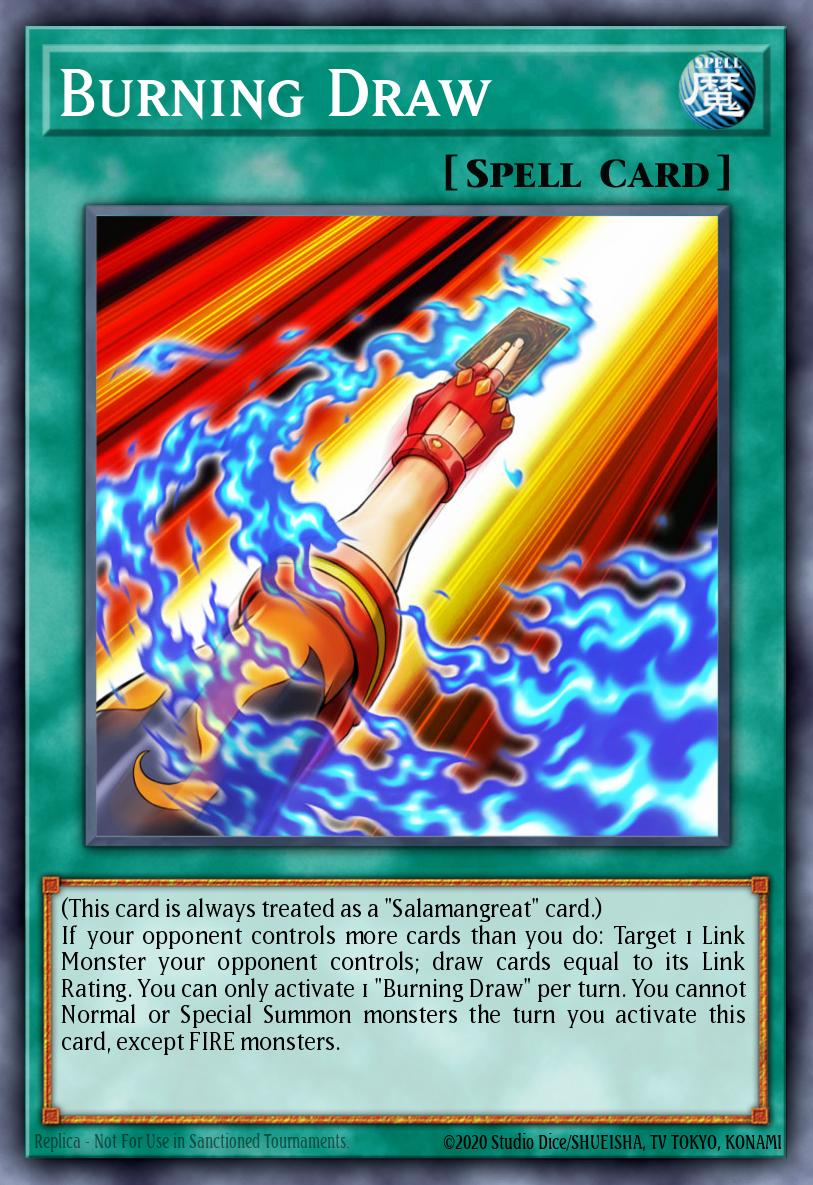 Burning Draw
SPELL
魔
[Spell Card]
(This card is always treated as a "Salamangreat" card.)
If your opponent controls more cards than you do: Target 1 Link
Monster your opponent controls; draw cards equal to its Link
Rating. You can only activate 1 "Burning Draw" per turn. You cannot
Normal or Special Summon monsters the turn you activate this
card, except FIRE monsters.
Replica - Not For Use in Sanctioned Tournaments.
©2020 Studio Dice/SHUEISHA, TV TOKYO, KONAMI